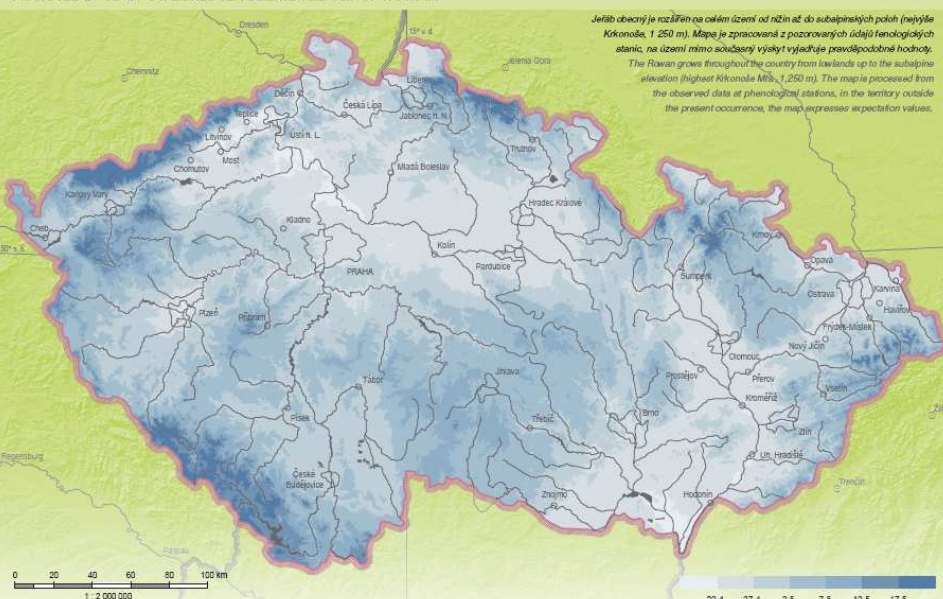 Jeřáb obecný je rozšířen na celém území od nížin až do subalpinských poloh (nejvýše
Krkonoše, 1 250 m). Mapa je zpracovaná z pozorovaných údajů fenologických
stanic, na území mimo současný výskyt vyjadřuje pravděpodobné hodnoty.
The Rowan grows throughout the country from lowlands up to the subalpine
elevation (highest Krkonoše Mts., 1,250 m). The map is processed from
the observed data at phenological stations, in the territory outside
the present occurrence, the map expresses expectation values.
Dresden
Chemnitz
Jelenia Gora
Liberec
Děčín
Česká Lípa
Jablonec n. N.
Teplice
Ústí n. L.
Litvínov
Most
Chomutov
Trutnov
Mladá Boleslav
Karlovy Vary
Hradec Králové
Kladno
Cheb
Krnov
Kolín
Pardubice
PRAHA
Opava
Šumperk
Ostrava
Karviná
Havířov
Plzeň
Příbram
Frýdek-Místek
Nový Jičín
Olomouc
Tábor
Jihlava
Prostějov
Přerov
Vsetín
Písek
Třebíč
Brno
Kroměříž
Zlín
Uh. Hradiště
Regensburg
České
Budějovice
Trenčín
Znojmo
Hodonín
Passau
0 20 40 60 80 100 km
1 : 2 000 000